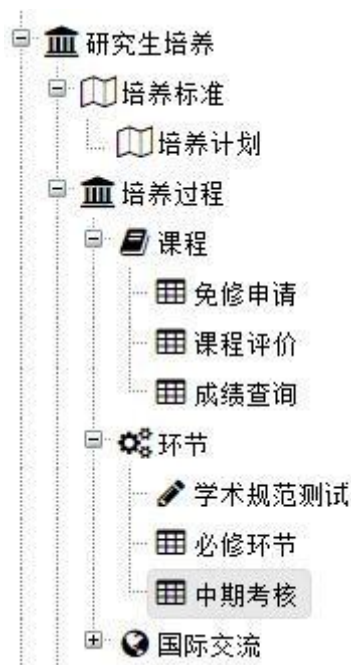 研究生培养
培养标准
培养计划
培养过程
课程
免修申请
课程评价
成绩查询
环节
学术规范测试
必修环节
中期考核
国际交流